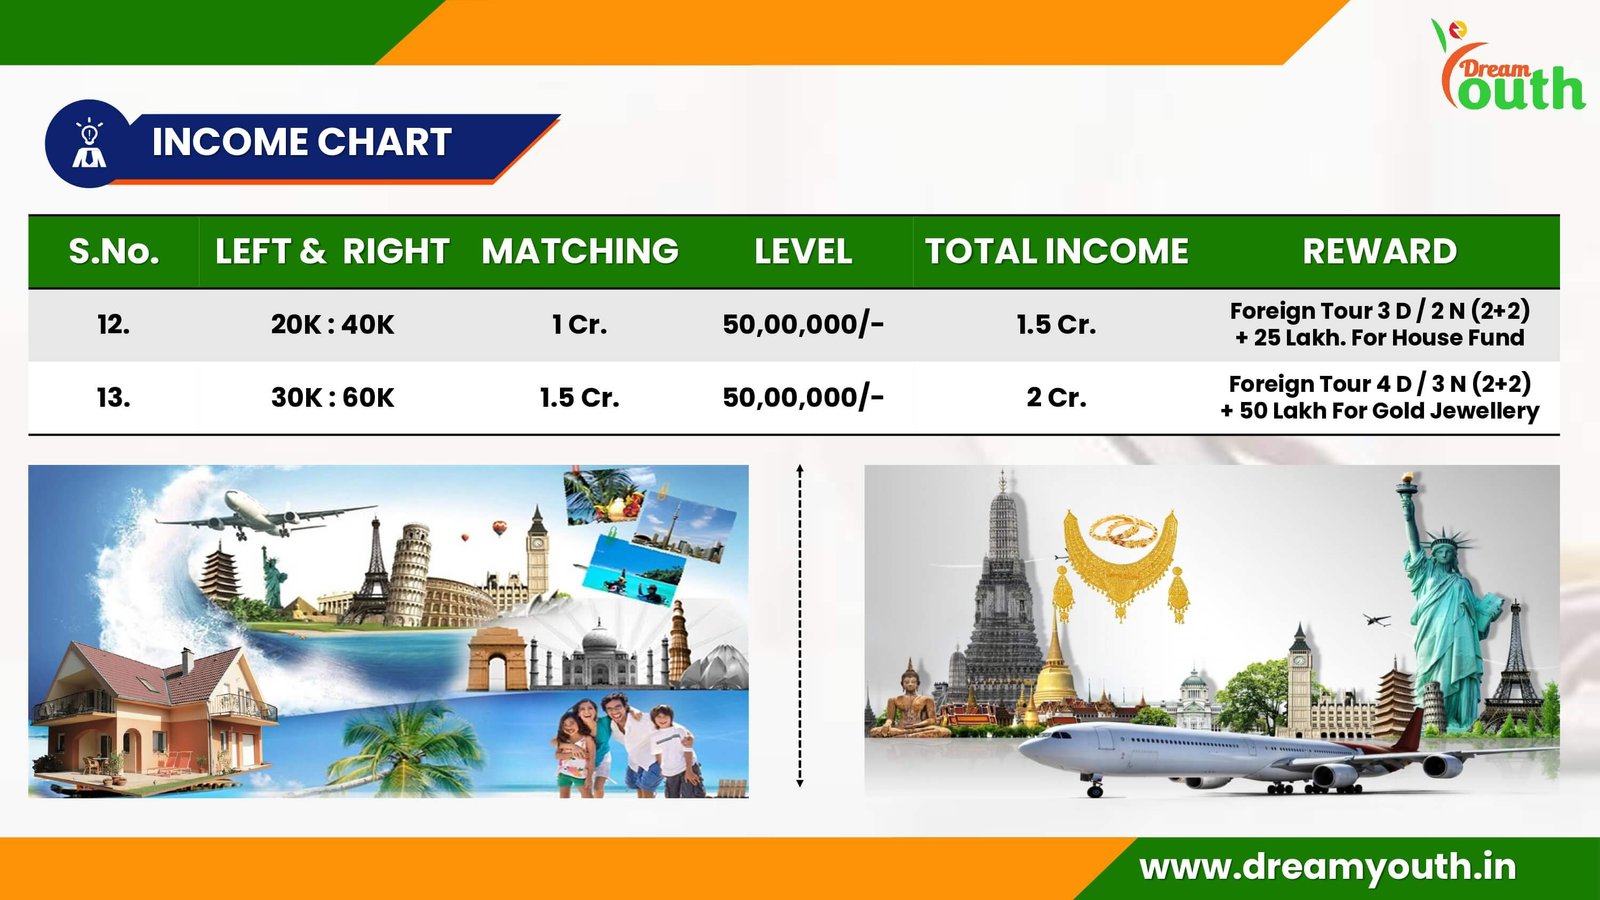 Dream
outh
INCOME CHART
S.No. LEFT & RIGHT MATCHING LEVEL TOTAL INCOME REWARD
12. 20K : 40K 1 Cr. 50,00,000/- 1.5 Cr. Foreign Tour 3 D / 2 N (2+2)
+ 25 Lakh. For House Fund
13. 30K : 60K 1.5 Cr. 50,00,000/- 2 Cr. Foreign Tour 4 D / 3 N (2+2)
+ 50 Lakh For Gold Jewellery
www.dreamyouth.in